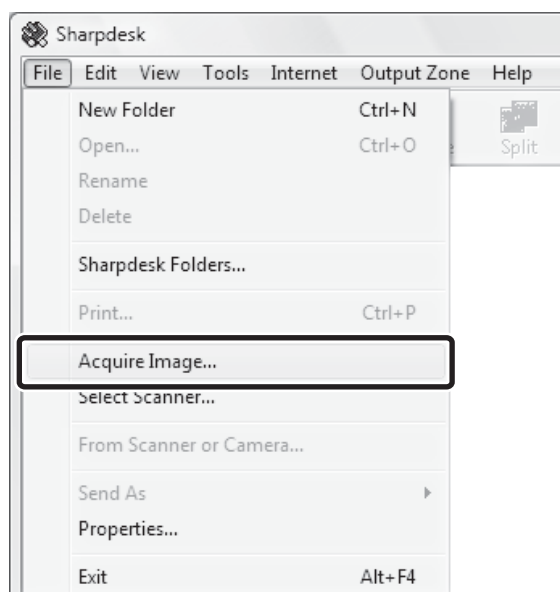 Sharpdesk
File Edit View Tools Internet Output Zone Help
New Folder Ctrl+N
Open... Ctrl+O
Split
Rename
Delete
Sharpdesk Folders...
Print... Ctrl+P
Acquire Image...
Select Scanner...
From Scanner or Camera...
Send As
Properties...
Exit Alt+F4